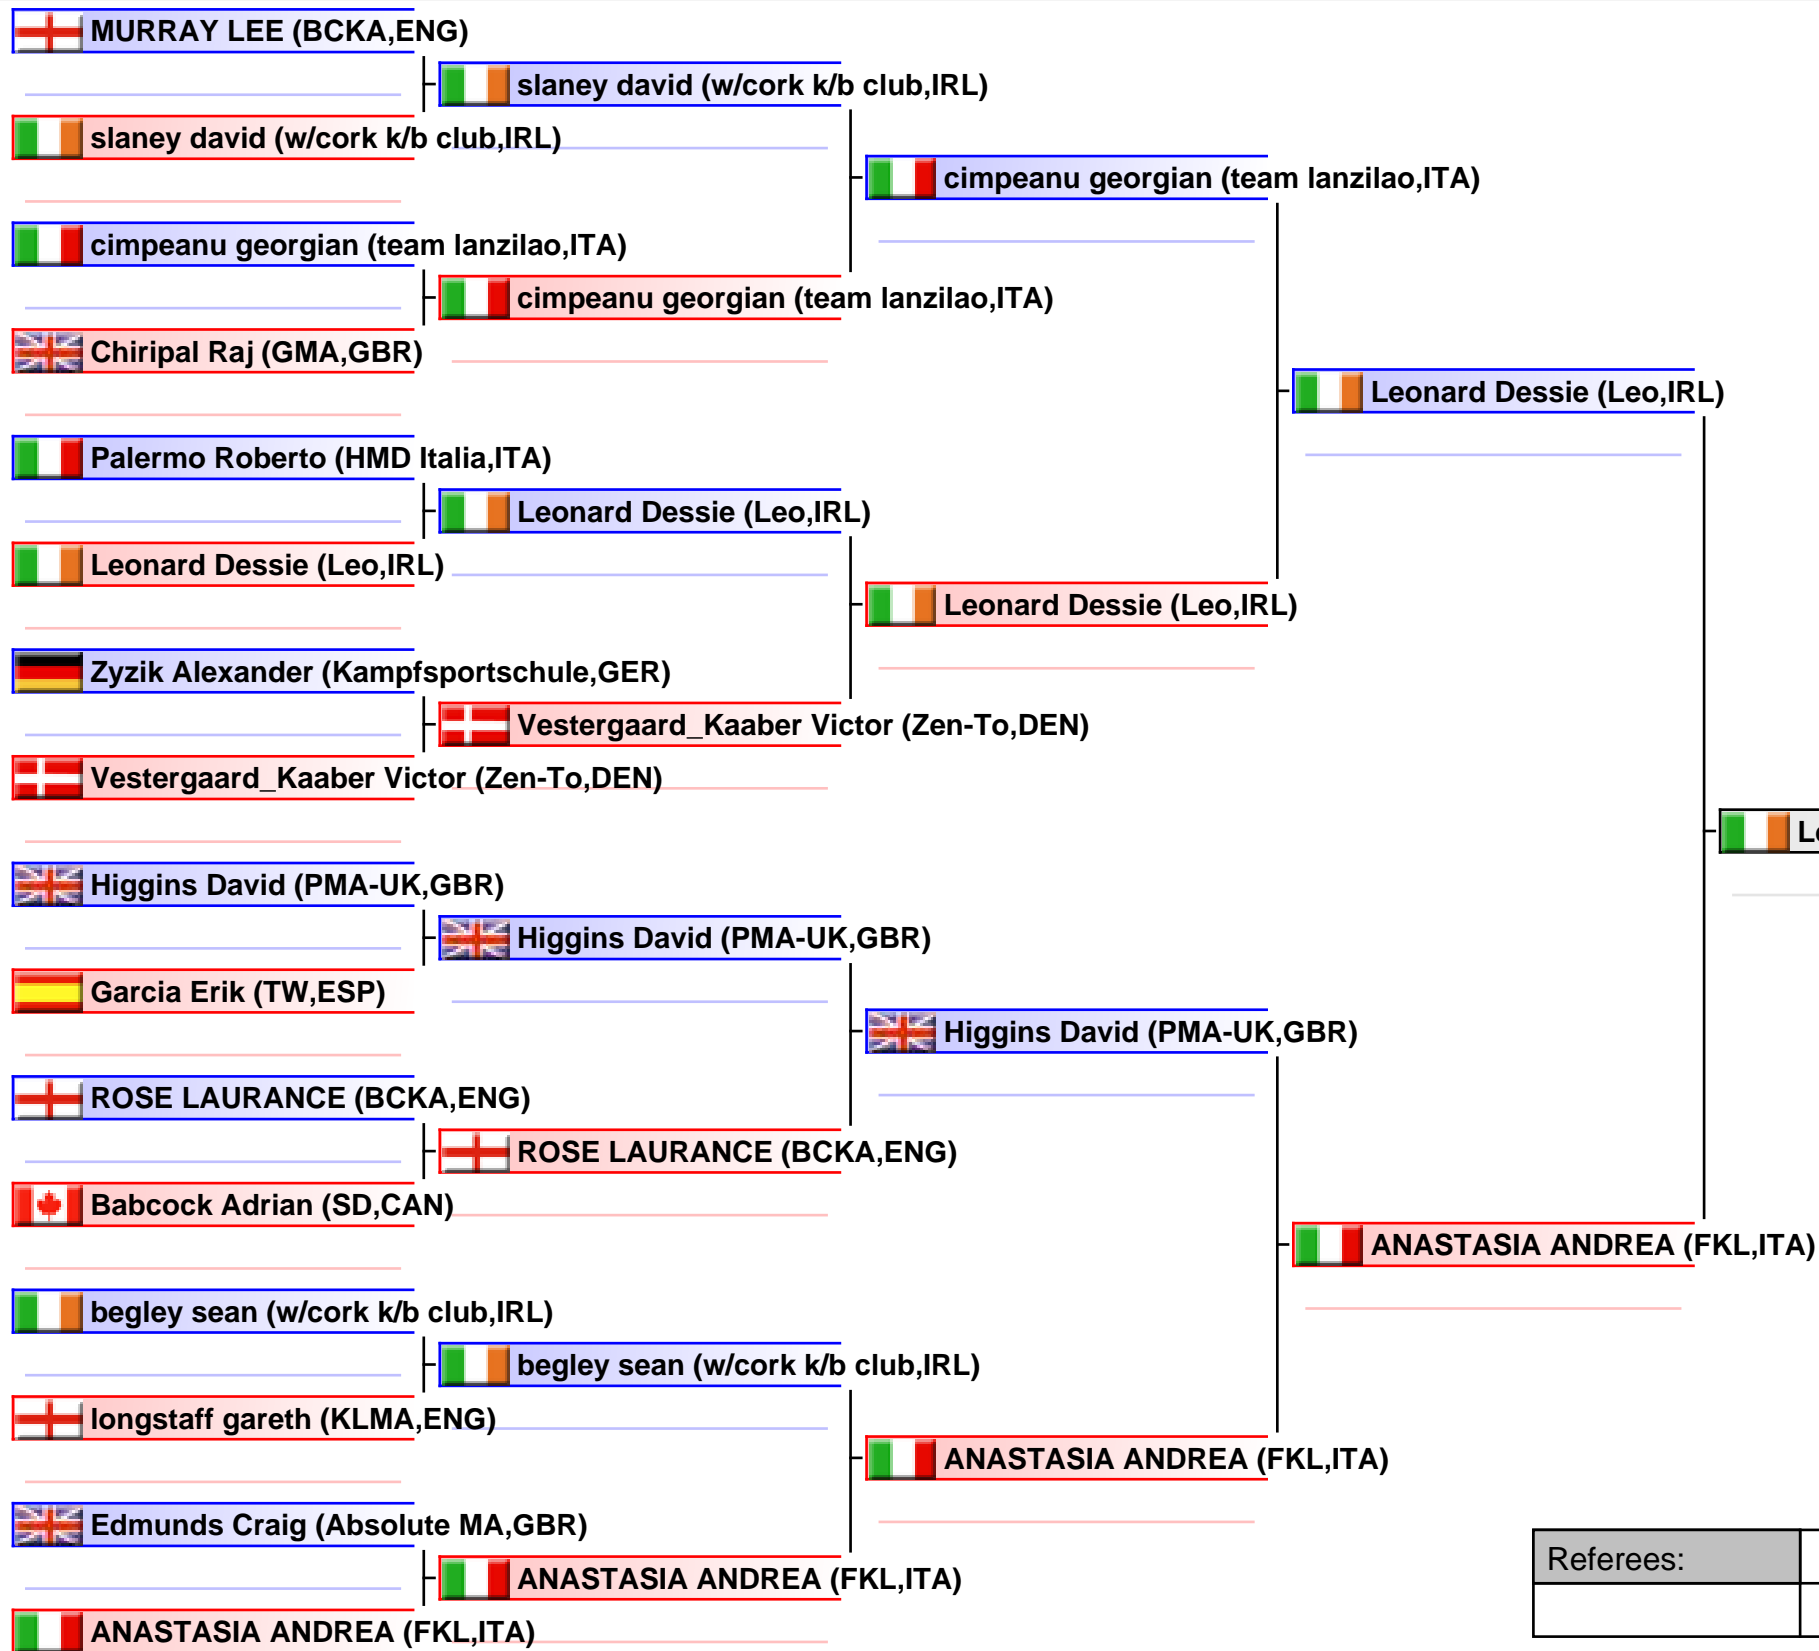 MURRAY LEE (BCKA,ENG)
slaney david (w/cork k/b club,IRL)
slaney david (w/cork k/b club,IRL)
cimpeanu georgian (team lanzilao,ITA)
cimpeanu georgian (team lanzilao,ITA)
cimpeanu georgian (team lanzilao,ITA)
Chiripal Raj (GMA,GBR)
Leonard Dessie (Leo,IRL)
Palermo Roberto (HMD Italia,ITA)
Leonard Dessie (Leo,IRL)
Leonard Dessie (Leo,IRL)
Leonard Dessie (Leo,IRL)
Zyzik Alexander (Kampfsportschule,GER)
Vestergaard_Kaaber Victor (Zen-To,DEN)
Vestergaard_Kaaber Victor (Zen-To,DEN)
Higgins David (PMA-UK,GBR)
Higgins David (PMA-UK,GBR)
Garcia Erik (TW,ESP)
Higgins David (PMA-UK,GBR)
ROSE LAURANCE (BCKA,ENG)
ROSE LAURANCE (BCKA,ENG)
Babcock Adrian (SD,CAN)
ANASTASIA ANDREA (FKL,ITA)
begley sean (w/cork k/b club,IRL)
begley sean (w/cork k/b club,IRL)
longstaff gareth (KLMA,ENG)
ANASTASIA ANDREA (FKL,ITA)
Edmunds Craig (Absolute MA,GBR)
Referees:
ANASTASIA ANDREA (FKL,ITA)
ANASTASIA ANDREA (FKL,ITA)